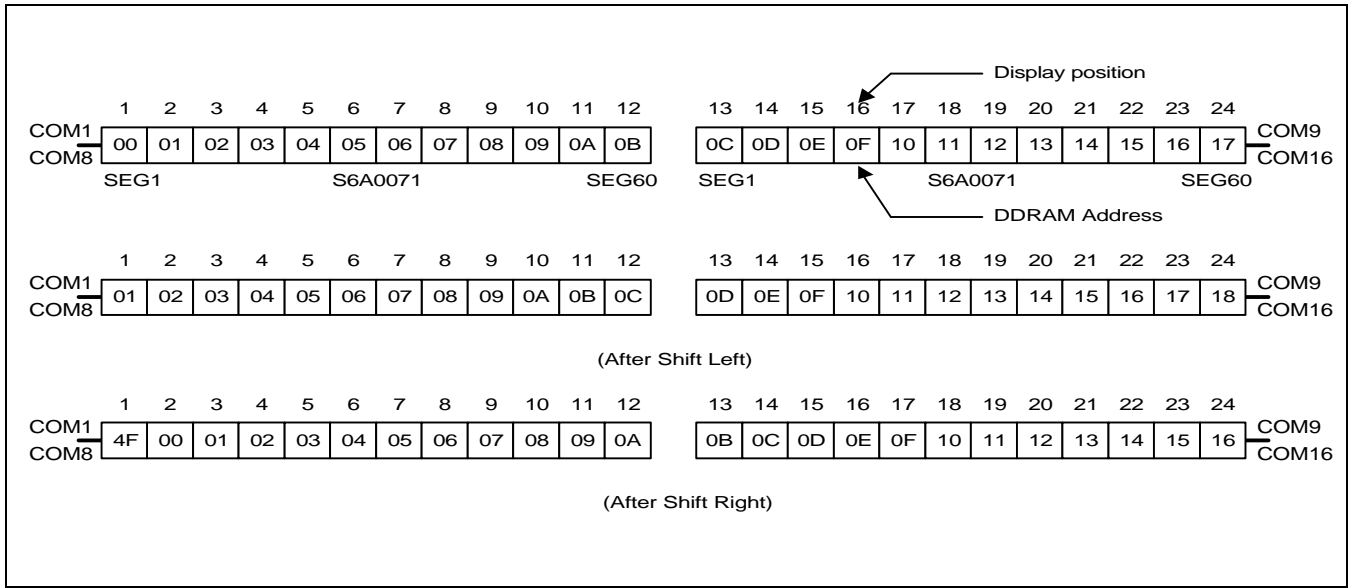 Display position
1 2 3 4 5 6 7 8 9 10 11 12 13 14 15 16 17 18 19 20 21 22 23 24
COM1 COM9
00 01 02 03 04 05 06 07 08 09 0A 0B 0C 0D 0E 0F 10 11 12 13 14 15 16 17
COM8 COM16
SEG1 S6A0071 SEG60 SEG1 S6A0071 SEG60
DDRAM Address
1 2 3 4 5 6 7 8 9 10 11 12 13 14 15 16 17 18 19 20 21 22 23 24
COM1 COM9
01 02 03 04 05 06 07 08 09 0A 0B 0C 0D 0E 0F 10 11 12 13 14 15 16 17 18
COM8 COM16
(After Shift Left)
1 2 3 4 5 6 7 8 9 10 11 12 13 14 15 16 17 18 19 20 21 22 23 24
COM1 COM9
4F 00 01 02 03 04 05 06 07 08 09 0A 0B 0C 0D 0E 0F 10 11 12 13 14 15 16
COM8 COM16
(After Shift Right)